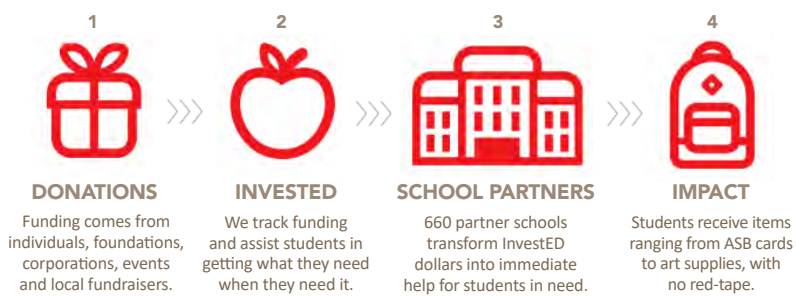 1
DONATIONS
Funding comes from
individuals, foundations,
corporations, events
and local fundraisers.
2
INVESTED
We track funding
and assist students in
getting what they need
when they need it.
3
SCHOOL PARTNERS
660 partner schools
transform InvestED
dollars into immediate
help for students in need.
4
IMPACT
Students receive items
ranging from ASB cards
to art supplies, with
no red-tape.